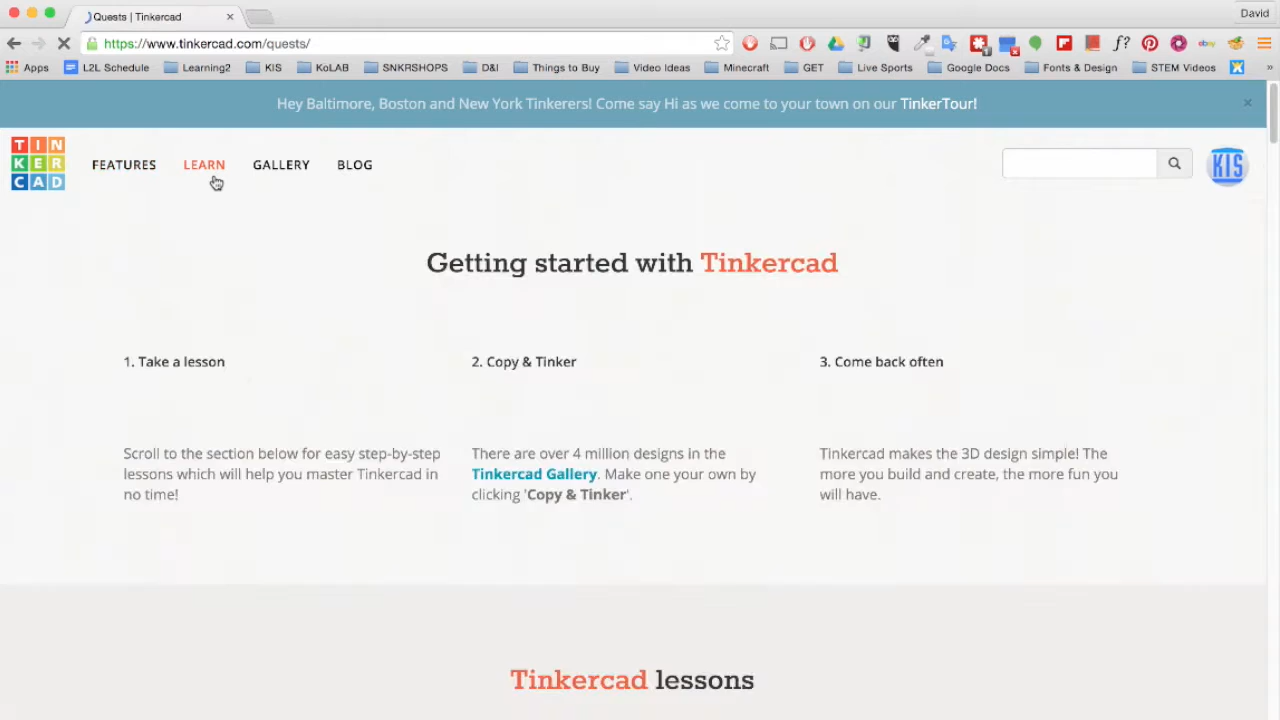 Quests | Tinkercad
David
https://www.tinkercad.com/quests/
Apps L2L Schedule Learning2 KIS KoLAB SNKRSHOPS D&I Things to Buy Video Ideas Minecraft GET Live Sports Google Docs Fonts & Design STEM Videos »
Hey Baltimore, Boston and New York Tinkerers! Come say Hi as we come to your town on our TinkerTour!
TIN
KER
CAD
FEATURES LEARN GALLERY BLOG
KIS
Getting started with Tinkercad
1. Take a lesson
Scroll to the section below for easy step-by-step
lessons which will help you master Tinkercad in
no time!
2. Copy & Tinker
There are over 4 million designs in the
Tinkercad Gallery. Make one your own by
clicking 'Copy & Tinker'.
3. Come back often
Tinkercad makes the 3D design simple! The
more you build and create, the more fun you
will have.
Tinkercad lessons